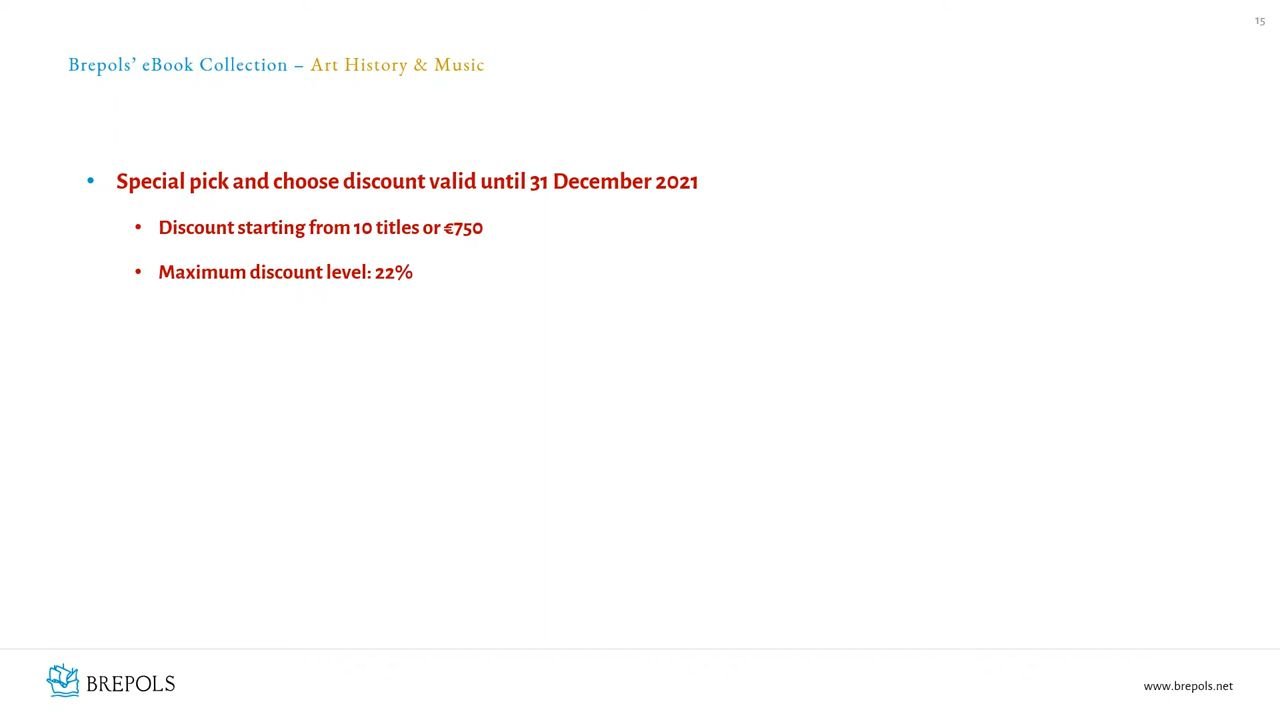 15
Brepols’ eBook Collection – Art History & Music
• Special pick and choose discount valid until 31 December 2021
• Discount starting from 10 titles or €750
• Maximum discount level: 22%
BREPOLS
www.brepols.net